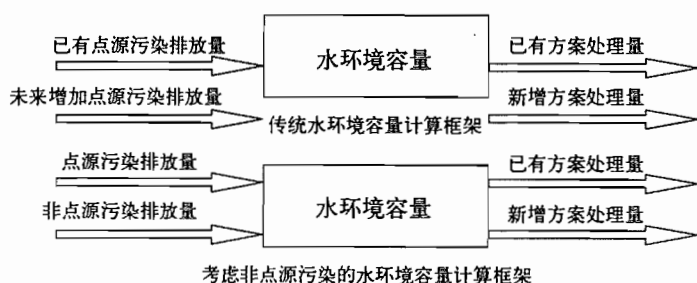 已有点源污染排放量
水环境容量
已有方案处理量
未来增加点源污染排放量
新增方案处理量
传统水环境容量计算框架
点源污染排放量
已有方案处理量
水环境容量
非点源污染排放量
新增方案处理量
考虑非点源污染的水环境容量计算框架